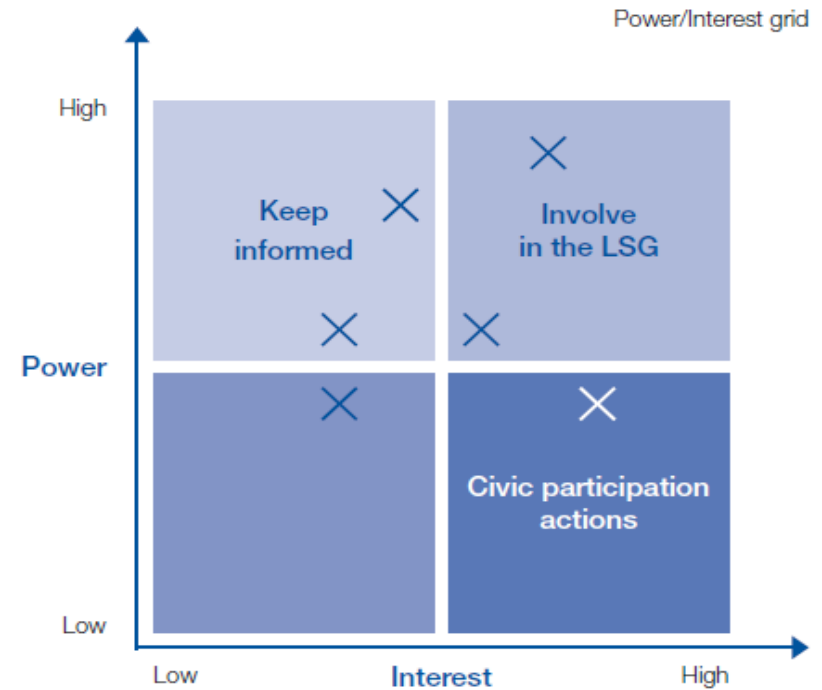 Power/Interest grid
High
Keep
informed
Involve
in the LSG
Power
Civic participation
actions
Low
Low
Interest
High